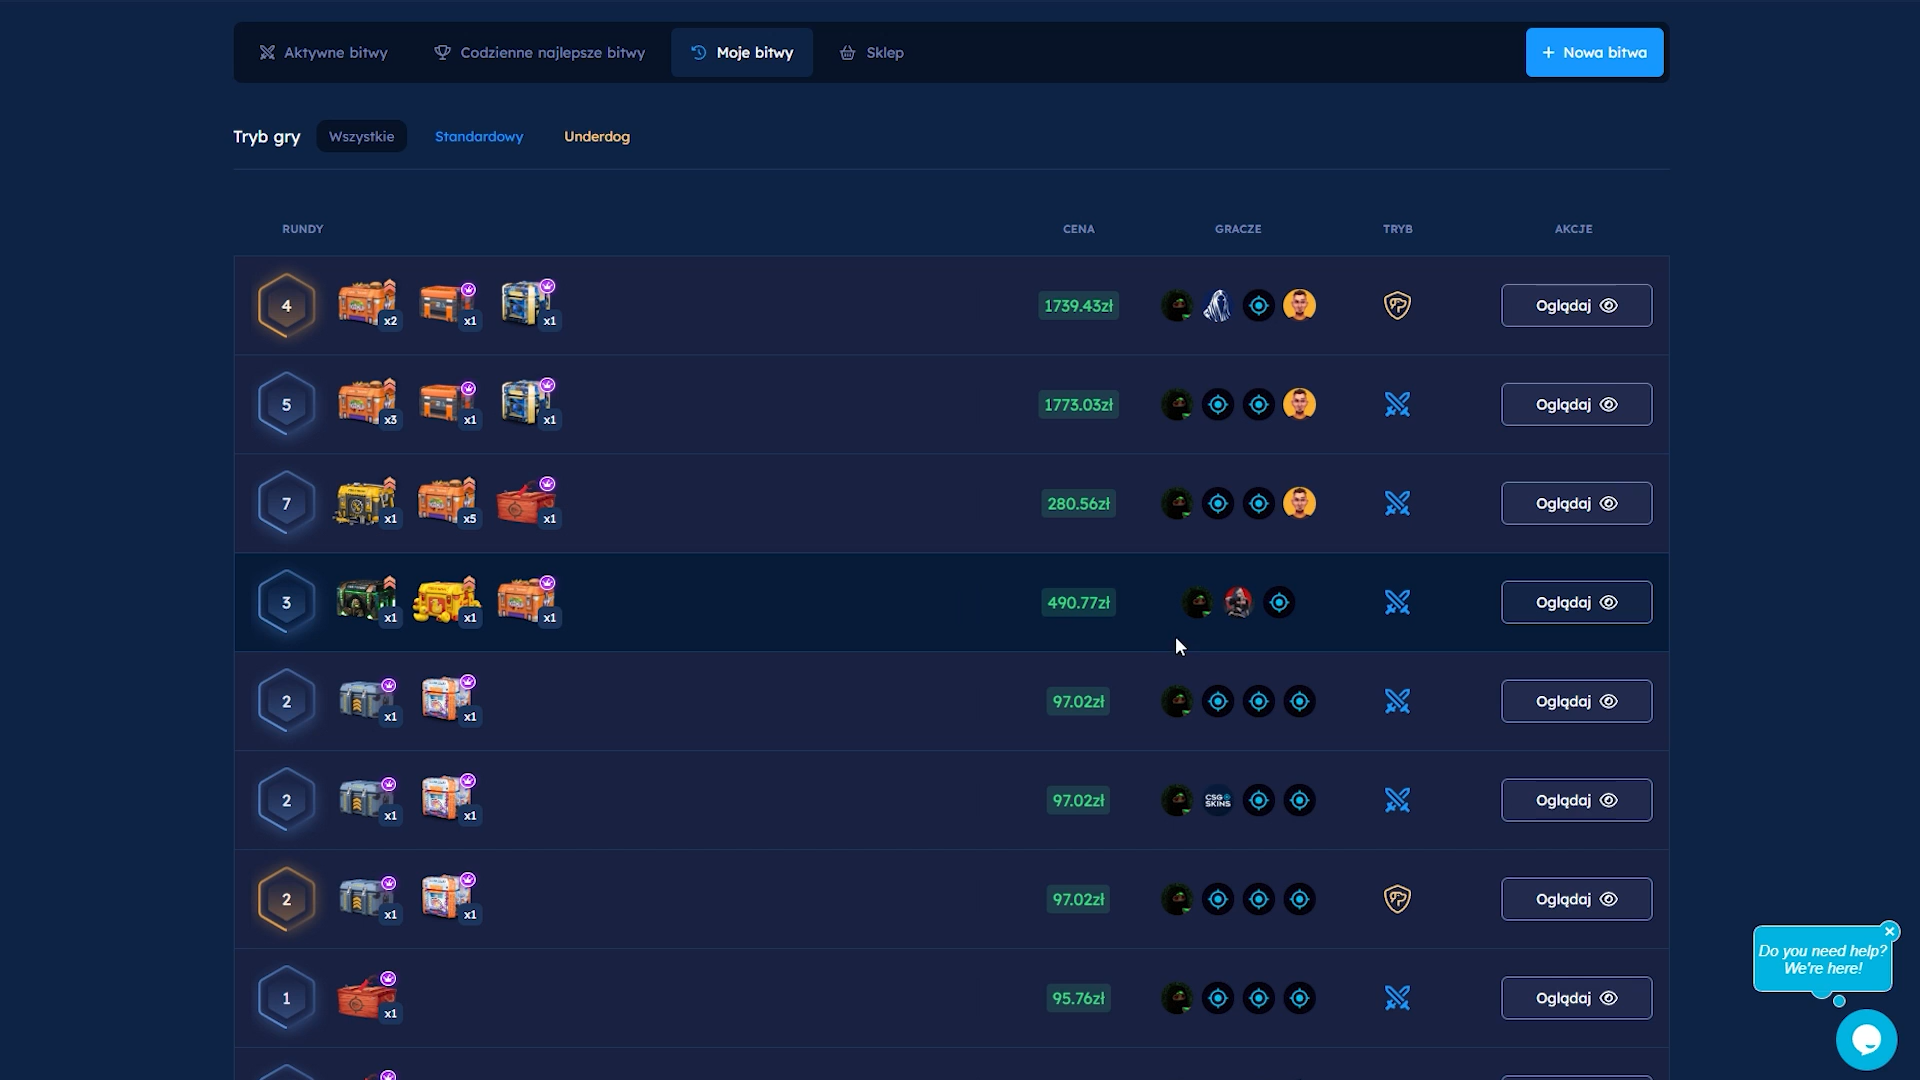 Aktywne bitwy
Codzienne najlepsze bitwy
Moje bitwy
Sklep
+ Nowa bitwa
Tryb gry
Wszystkie
Standardowy
Underdog
RUNDY
CENA
GRACZE
TRYB
AKCJE
4
x2
x1
x1
1739.43zł
Oglądaj
5
x3
x1
x1
1773.03zł
Oglądaj
7
x1
x5
x1
280.56zł
Oglądaj
3
x1
x1
x1
490.77zł
Oglądaj
2
x1
x1
97.02zł
Oglądaj
2
x1
x1
97.02zł
CSG
SKINS
Oglądaj
2
x1
x1
97.02zł
Oglądaj
1
x1
95.76zł
Oglądaj
Do you need help?
We're here!